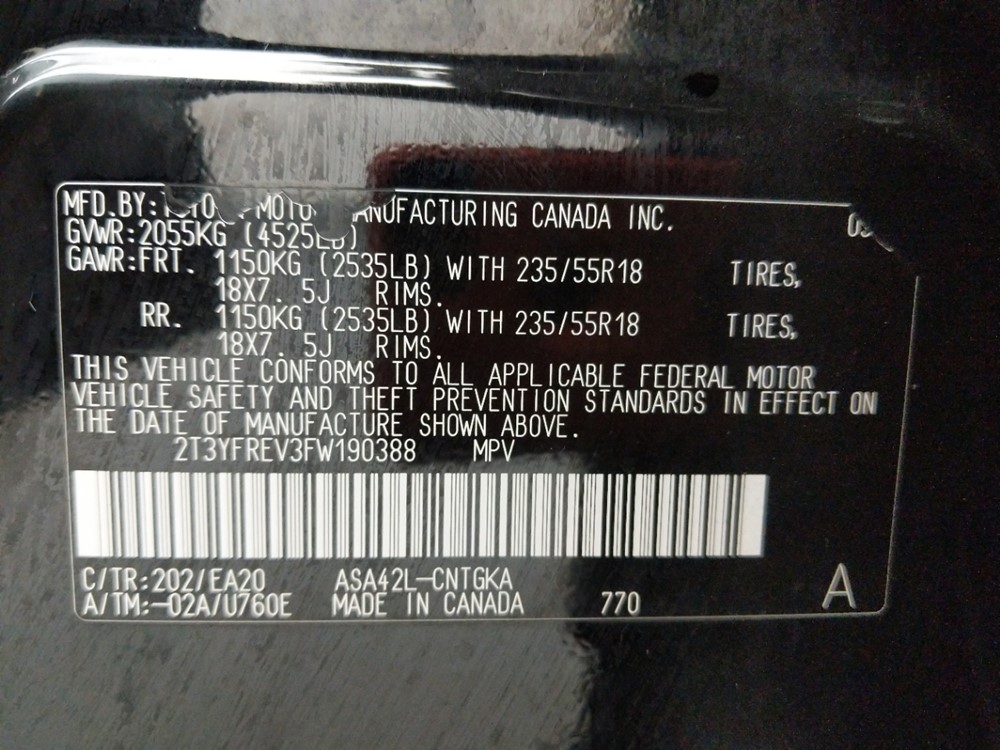 MFD. BY: MOTOR MANUFACTURING CANADA INC.
GVWR: 2055KG (4525LB)
GAWR: FRT. 1150KG (2535LB) WITH 235/55R18 TIRES,
18X7. 5J RIMS.
RR. 1150KG (2535LB) WITH 235/55R18 TIRES,
18X7. 5J RIMS.
THIS VEHICLE CONFORMS TO ALL APPLICABLE FEDERAL MOTOR
VEHICLE SAFETY AND THEFT PREVENTION STANDARDS IN EFFECT ON
THE DATE OF MANUFACTURE SHOWN ABOVE.
2T3YFREV3FW190388 MPV
C/TR: 202/EA20 ASA42L-CNTGKA
A/TM: -02A/U760E MADE IN CANADA 770
A